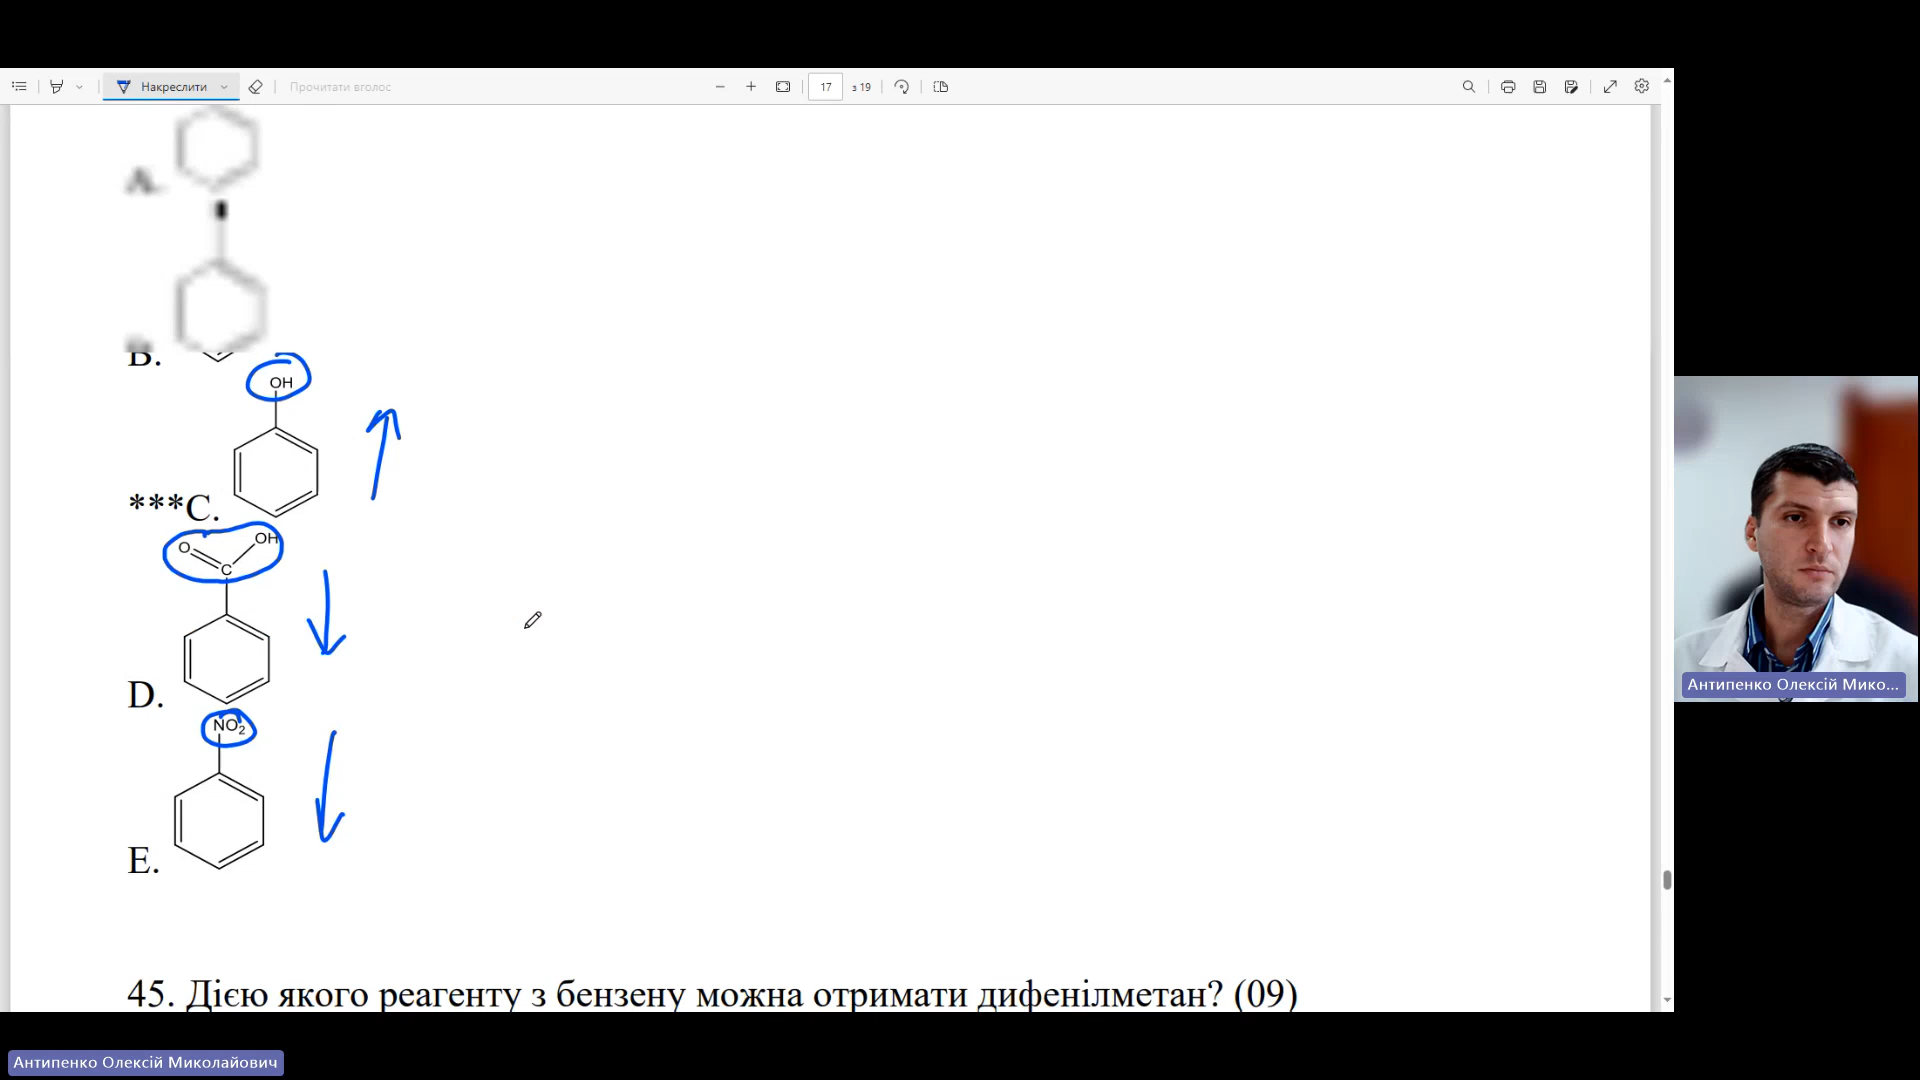 Накреслити
Прочитати вголос
17
з 19
B.
OH
***C.
O
OH
C
D.
NO2
E.
45. Дією якого реагенту з бензену можна отримати дифенілметан? (09)
Антипенко Олексій Мико...
Антипенко Олексій Миколайович